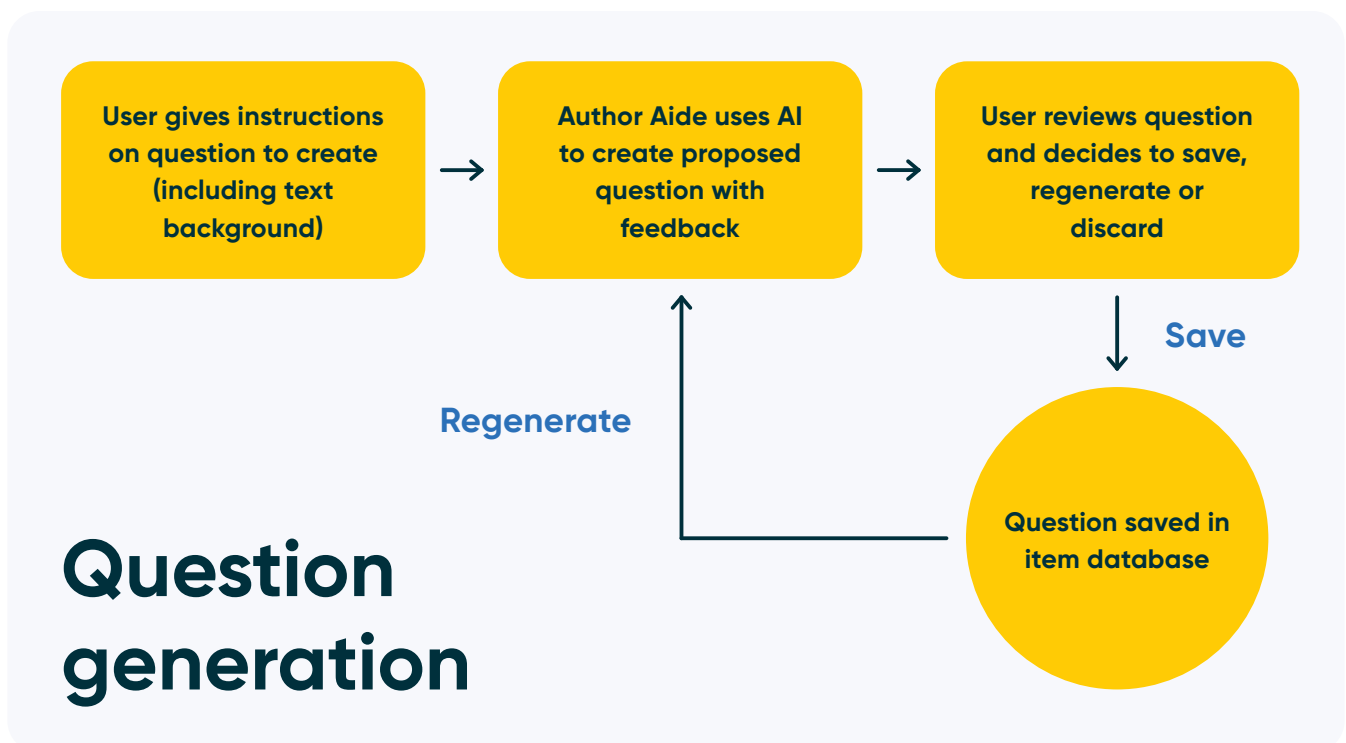 User gives instructions
on question to create
(including text
background)
Author Aide uses AI
to create proposed
question with
feedback
User reviews question
and decides to save,
regenerate or
discard
Save
Regenerate
Question saved in
item database
Question
generation